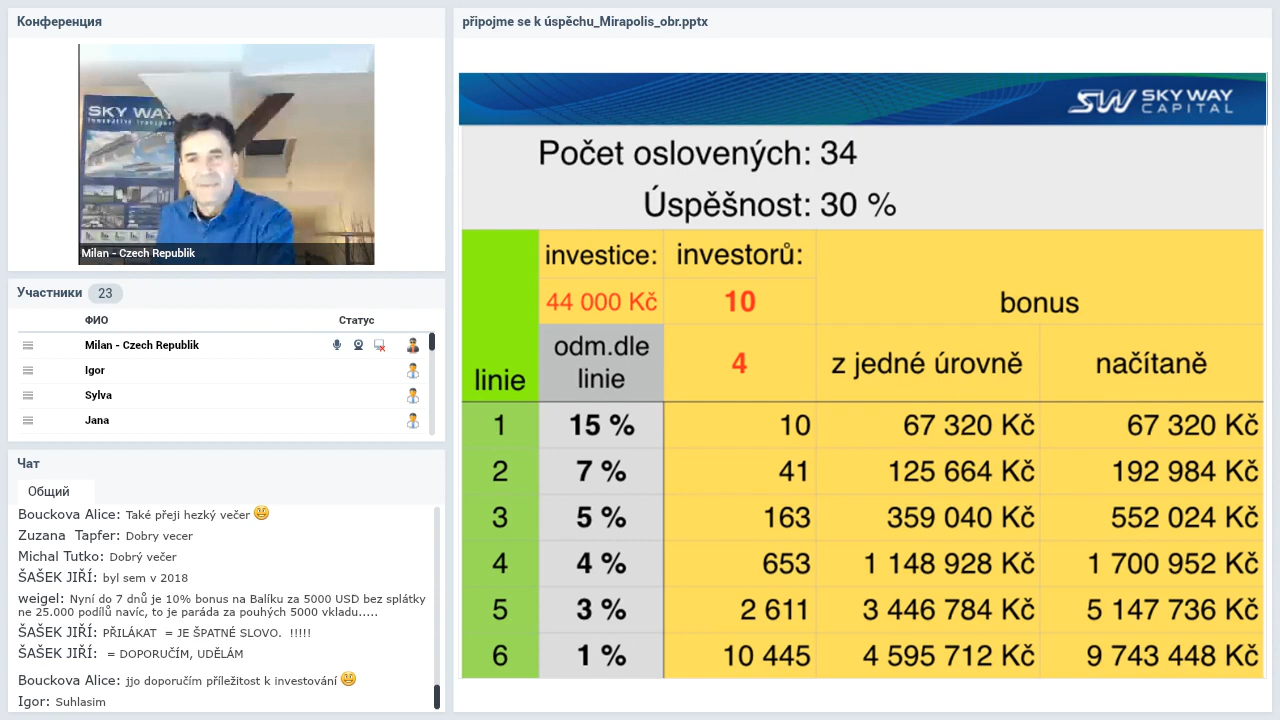 Конференция
SKY WAY
Milan - Czech Republik
Участники 23
ФИО Статус
Milan - Czech Republik
Igor
Sylva
Jana
Чат
Общий
Bouckova Alice: Také přeji hezký večer
Zuzana Tapfer: Dobry vecer
Michal Tutko: Dobrý večer
ŠAŠEK JIŘÍ: byl sem v 2018
weigel: Nyní do 7 dnů je 10% bonus na Balíku za 5000 USD bez splátky
ne 25.000 podílů navíc, to je paráda za pouhých 5000 vkladu.....
ŠAŠEK JIŘÍ: PŘILÁKAT = JE ŠPATNÉ SLOVO. !!!!!
ŠAŠEK JIŘÍ: = DOPORUČÍM, UDĚLÁM
Bouckova Alice: jjo doporučím příležitost k investování
Igor: Suhlasim
připojme se k úspěchu_Mirapolis_obr.pptx
SW SKY WAY
CAPITAL
Počet oslovených: 34
Úspěšnost: 30 %
investice: investorů:
44 000 Kč 10 bonus
linie odm.dle linie 4 z jedné úrovně načítaně
1 15 % 10 67 320 Kč 67 320 Kč
2 7 % 41 125 664 Kč 192 984 Kč
3 5 % 163 359 040 Kč 552 024 Kč
4 4 % 653 1 148 928 Kč 1 700 952 Kč
5 3 % 2 611 3 446 784 Kč 5 147 736 Kč
6 1 % 10 445 4 595 712 Kč 9 743 448 Kč